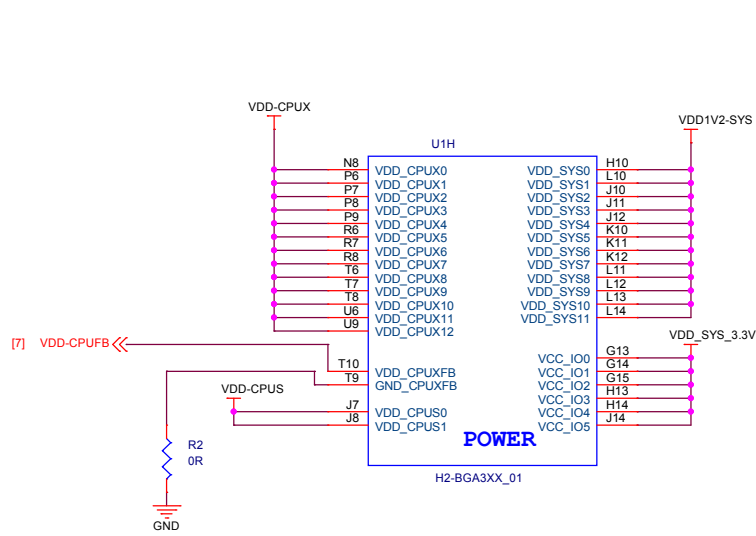 VDD-CPUX
VDD1V2-SYS
U1H
N8 VDD_CPUX0 VDD_SYS0 H10
P6 VDD_CPUX1 VDD_SYS1 L10
P7 VDD_CPUX2 VDD_SYS2 J10
P8 VDD_CPUX3 VDD_SYS3 J11
P9 VDD_CPUX4 VDD_SYS4 J12
R6 VDD_CPUX5 VDD_SYS5 K10
R7 VDD_CPUX6 VDD_SYS6 K11
R8 VDD_CPUX7 VDD_SYS7 K12
T6 VDD_CPUX8 VDD_SYS8 L11
T7 VDD_CPUX9 VDD_SYS9 L12
T8 VDD_CPUX10 VDD_SYS10 L13
U6 VDD_CPUX11 VDD_SYS11 L14
U9 VDD_CPUX12
VDD_SYS_3.3V
[7] VDD-CPUFB
VCC_IO0 G13
T10 VDD_CPUXFB VCC_IO1 G14
T9 GND_CPUXFB VCC_IO2 G15
VDD-CPUS
VCC_IO3 H13
J7 VDD_CPUS0 VCC_IO4 H14
J8 VDD_CPUS1 VCC_IO5 J14
POWER
R2
0R
H2-BGA3XX_01
GND